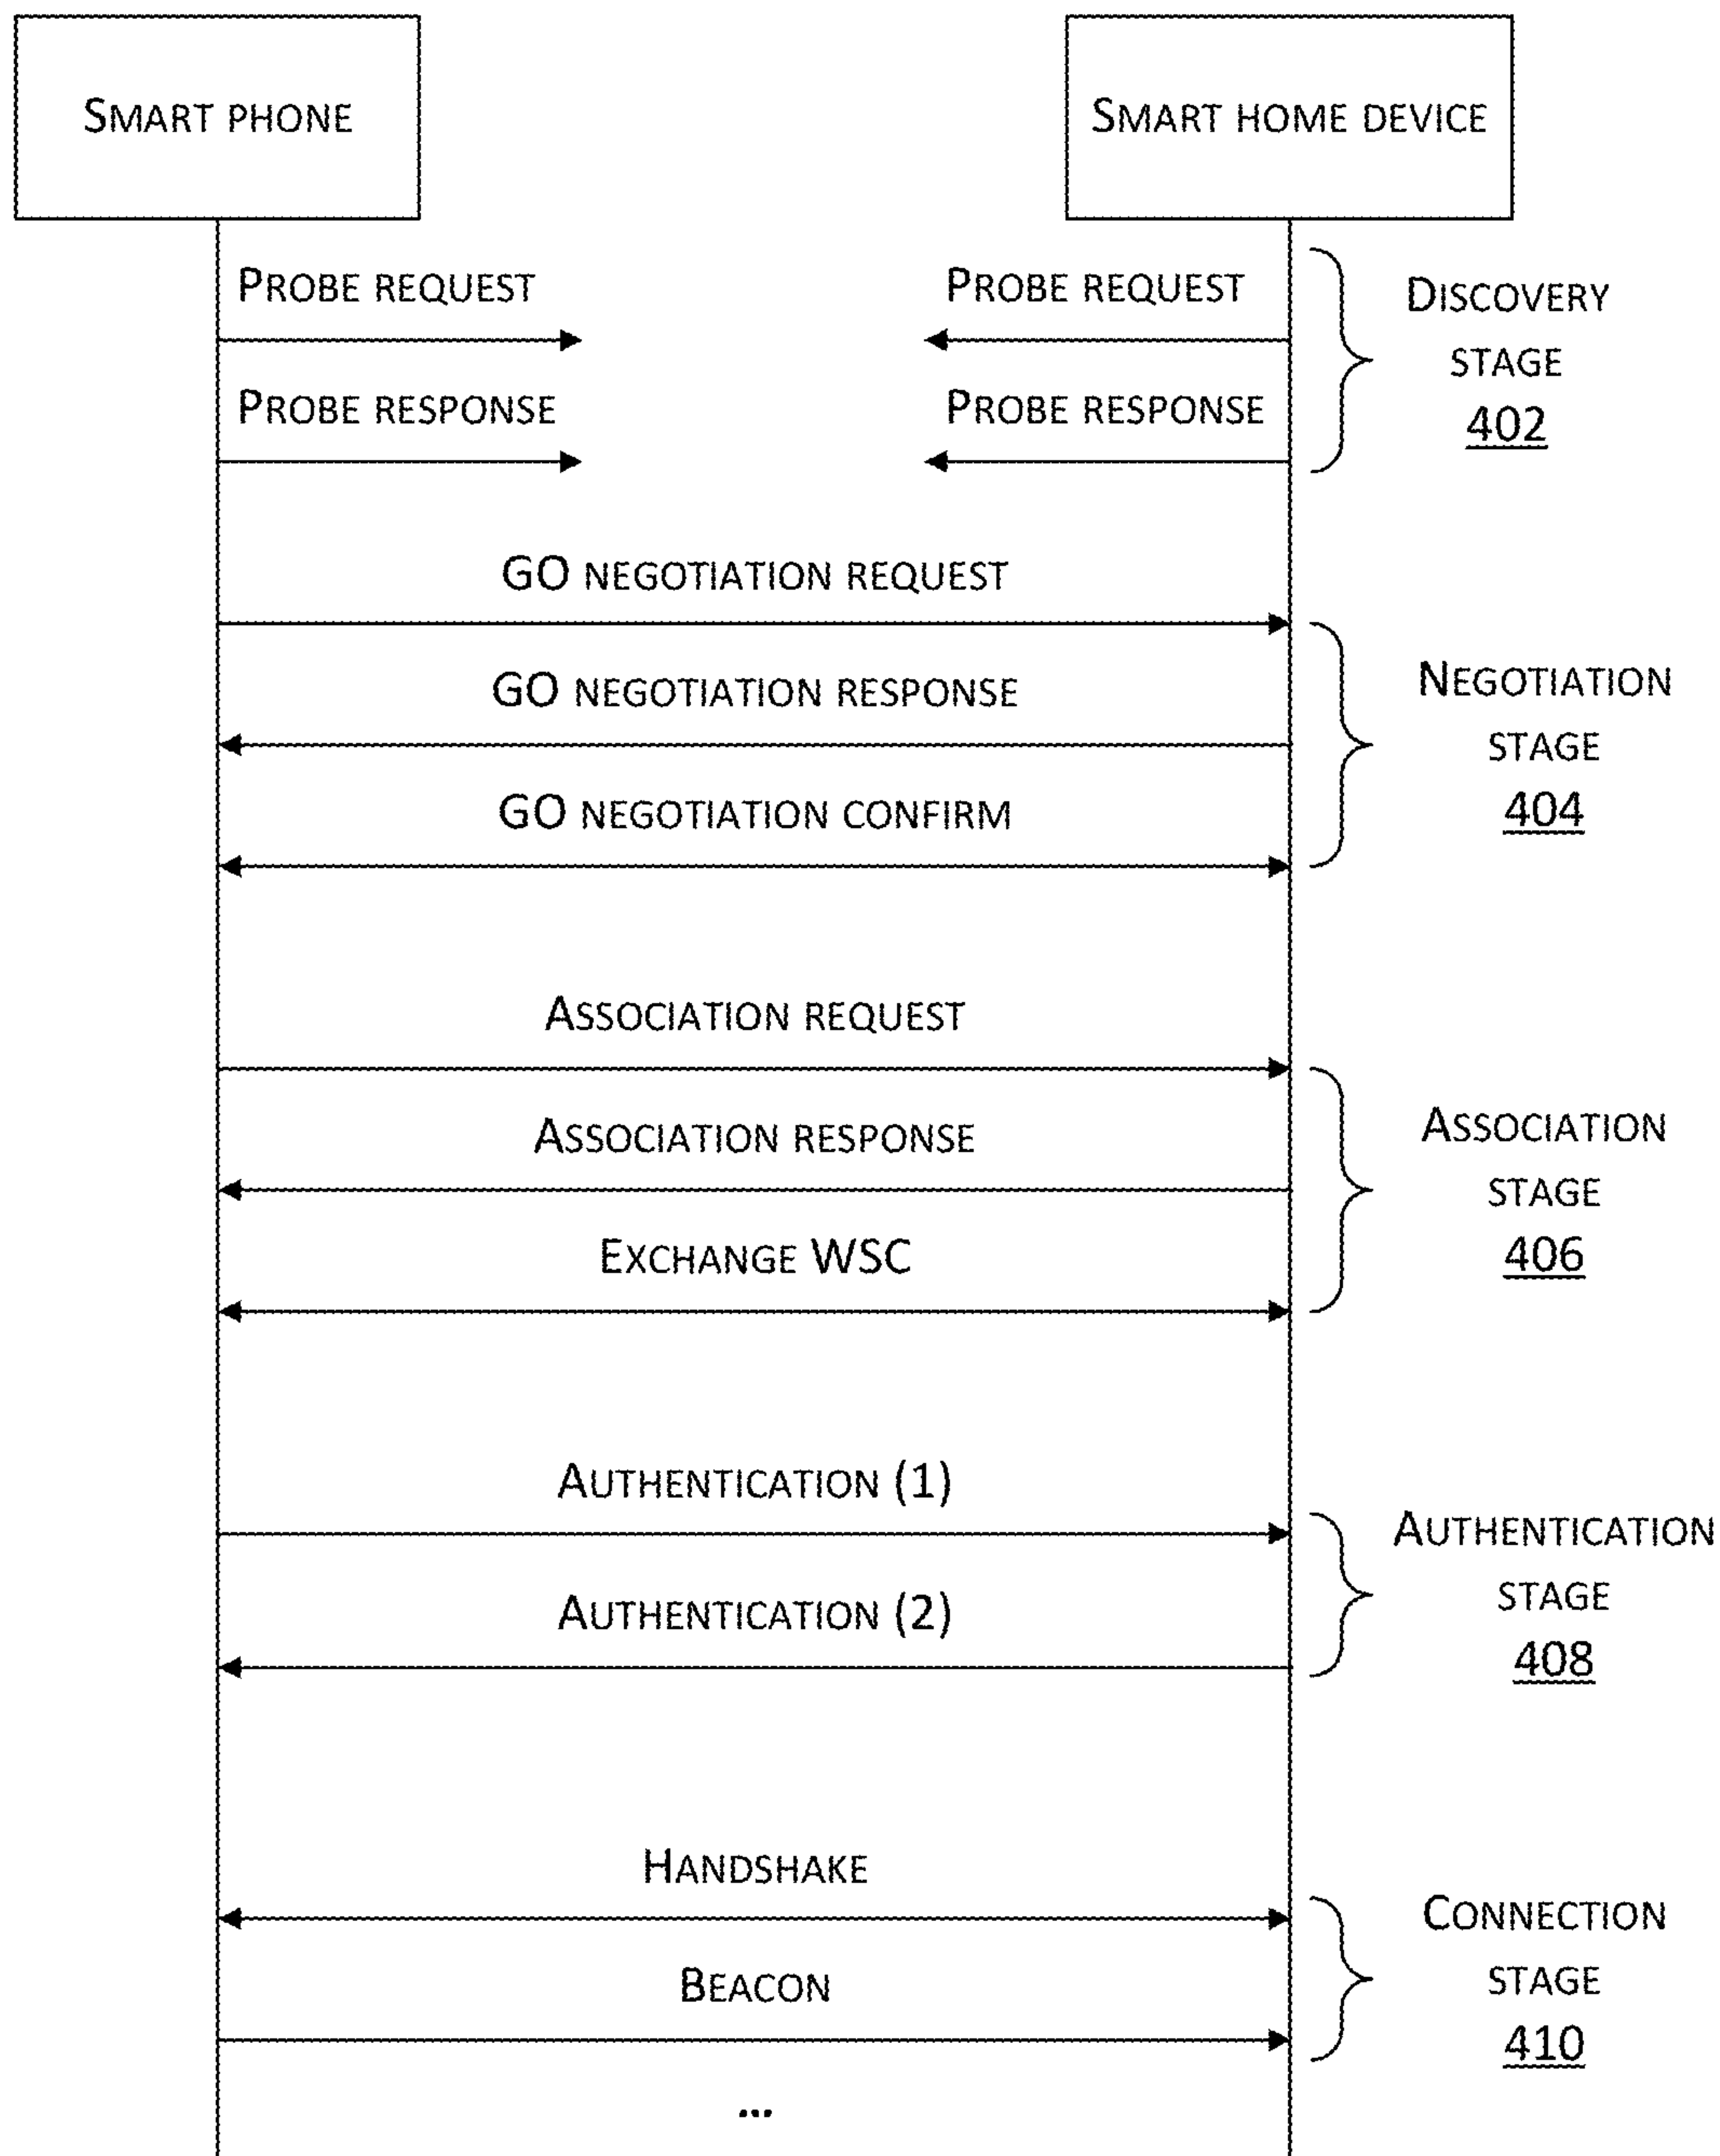 SMART PHONE
SMART HOME DEVICE
PROBE REQUEST
PROBE REQUEST
PROBE RESPONSE
PROBE RESPONSE
DISCOVERY
STAGE
402
GO NEGOTIATION REQUEST
GO NEGOTIATION RESPONSE
GO NEGOTIATION CONFIRM
NEGOTIATION
STAGE
404
ASSOCIATION REQUEST
ASSOCIATION RESPONSE
EXCHANGE WSC
ASSOCIATION
STAGE
406
AUTHENTICATION (1)
AUTHENTICATION (2)
AUTHENTICATION
STAGE
408
HANDSHAKE
BEACON
CONNECTION
STAGE
410
...